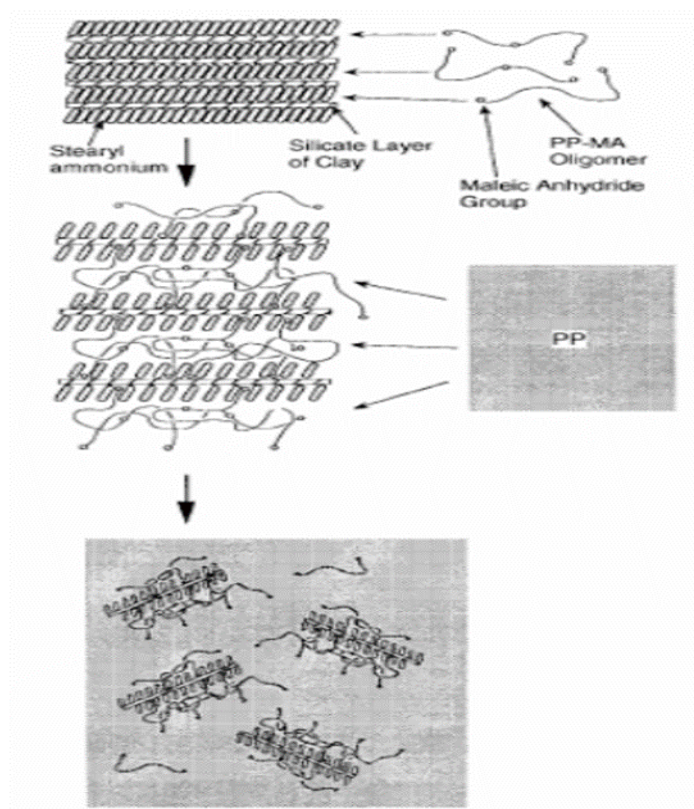 Stearyl
ammonium
Silicate Layer
of Clay
PP-MA
Oligomer
Maleic Anhydride
Group
PP